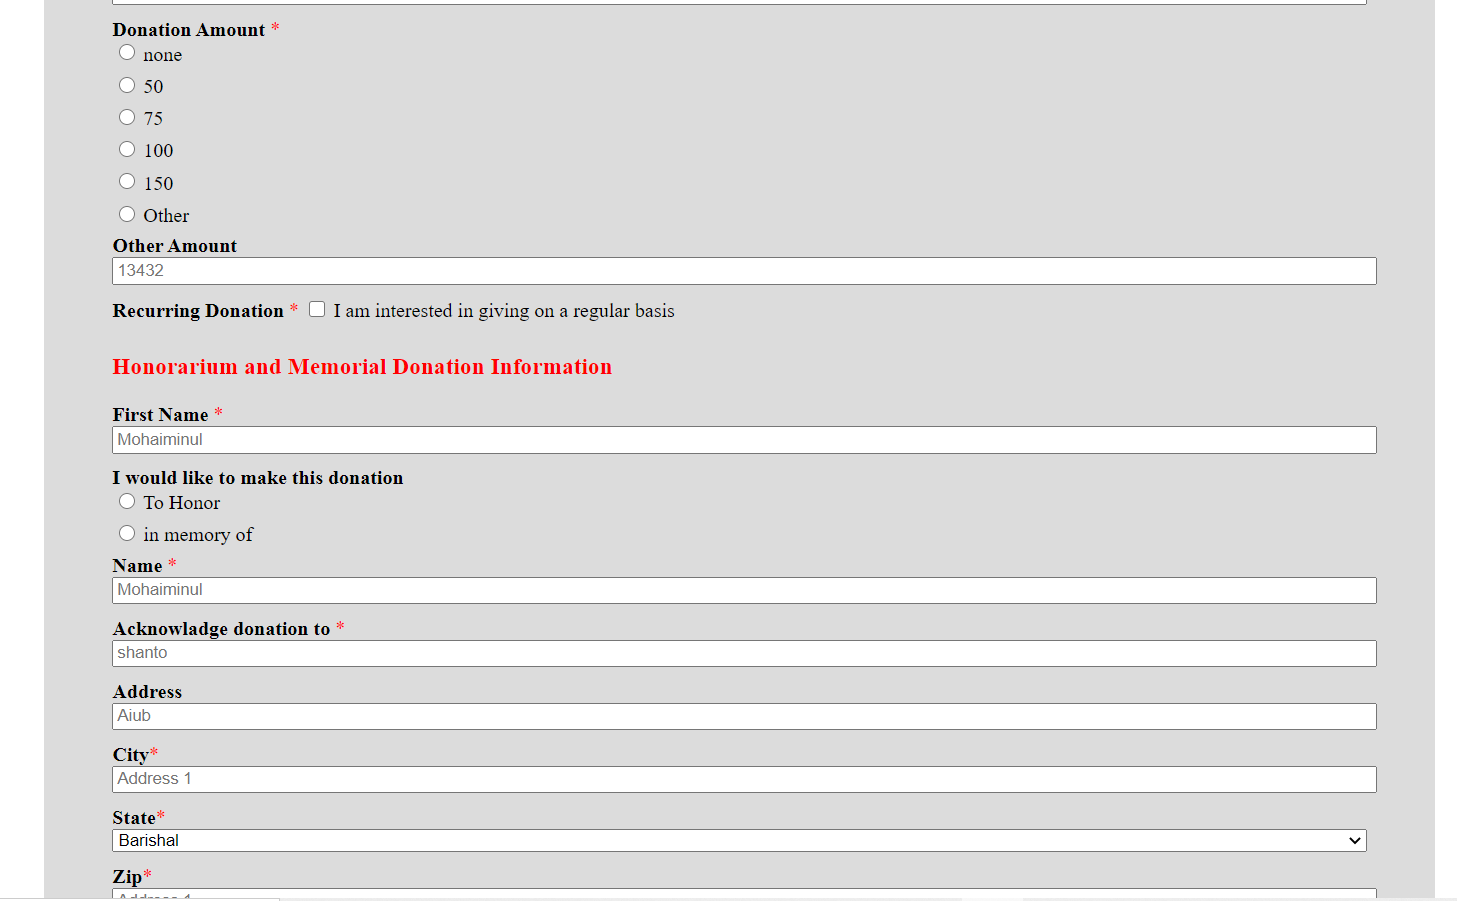 Donation Amount *
none
50
75
100
150
Other
Other Amount
13432
Recurring Donation * I am interested in giving on a regular basis
Honorarium and Memorial Donation Information
First Name *
Mohaiminul
I would like to make this donation
To Honor
in memory of
Name *
Mohaiminul
Acknowladge donation to *
shanto
Address
Aiub
City*
Address 1
State*
Barishal
Zip*